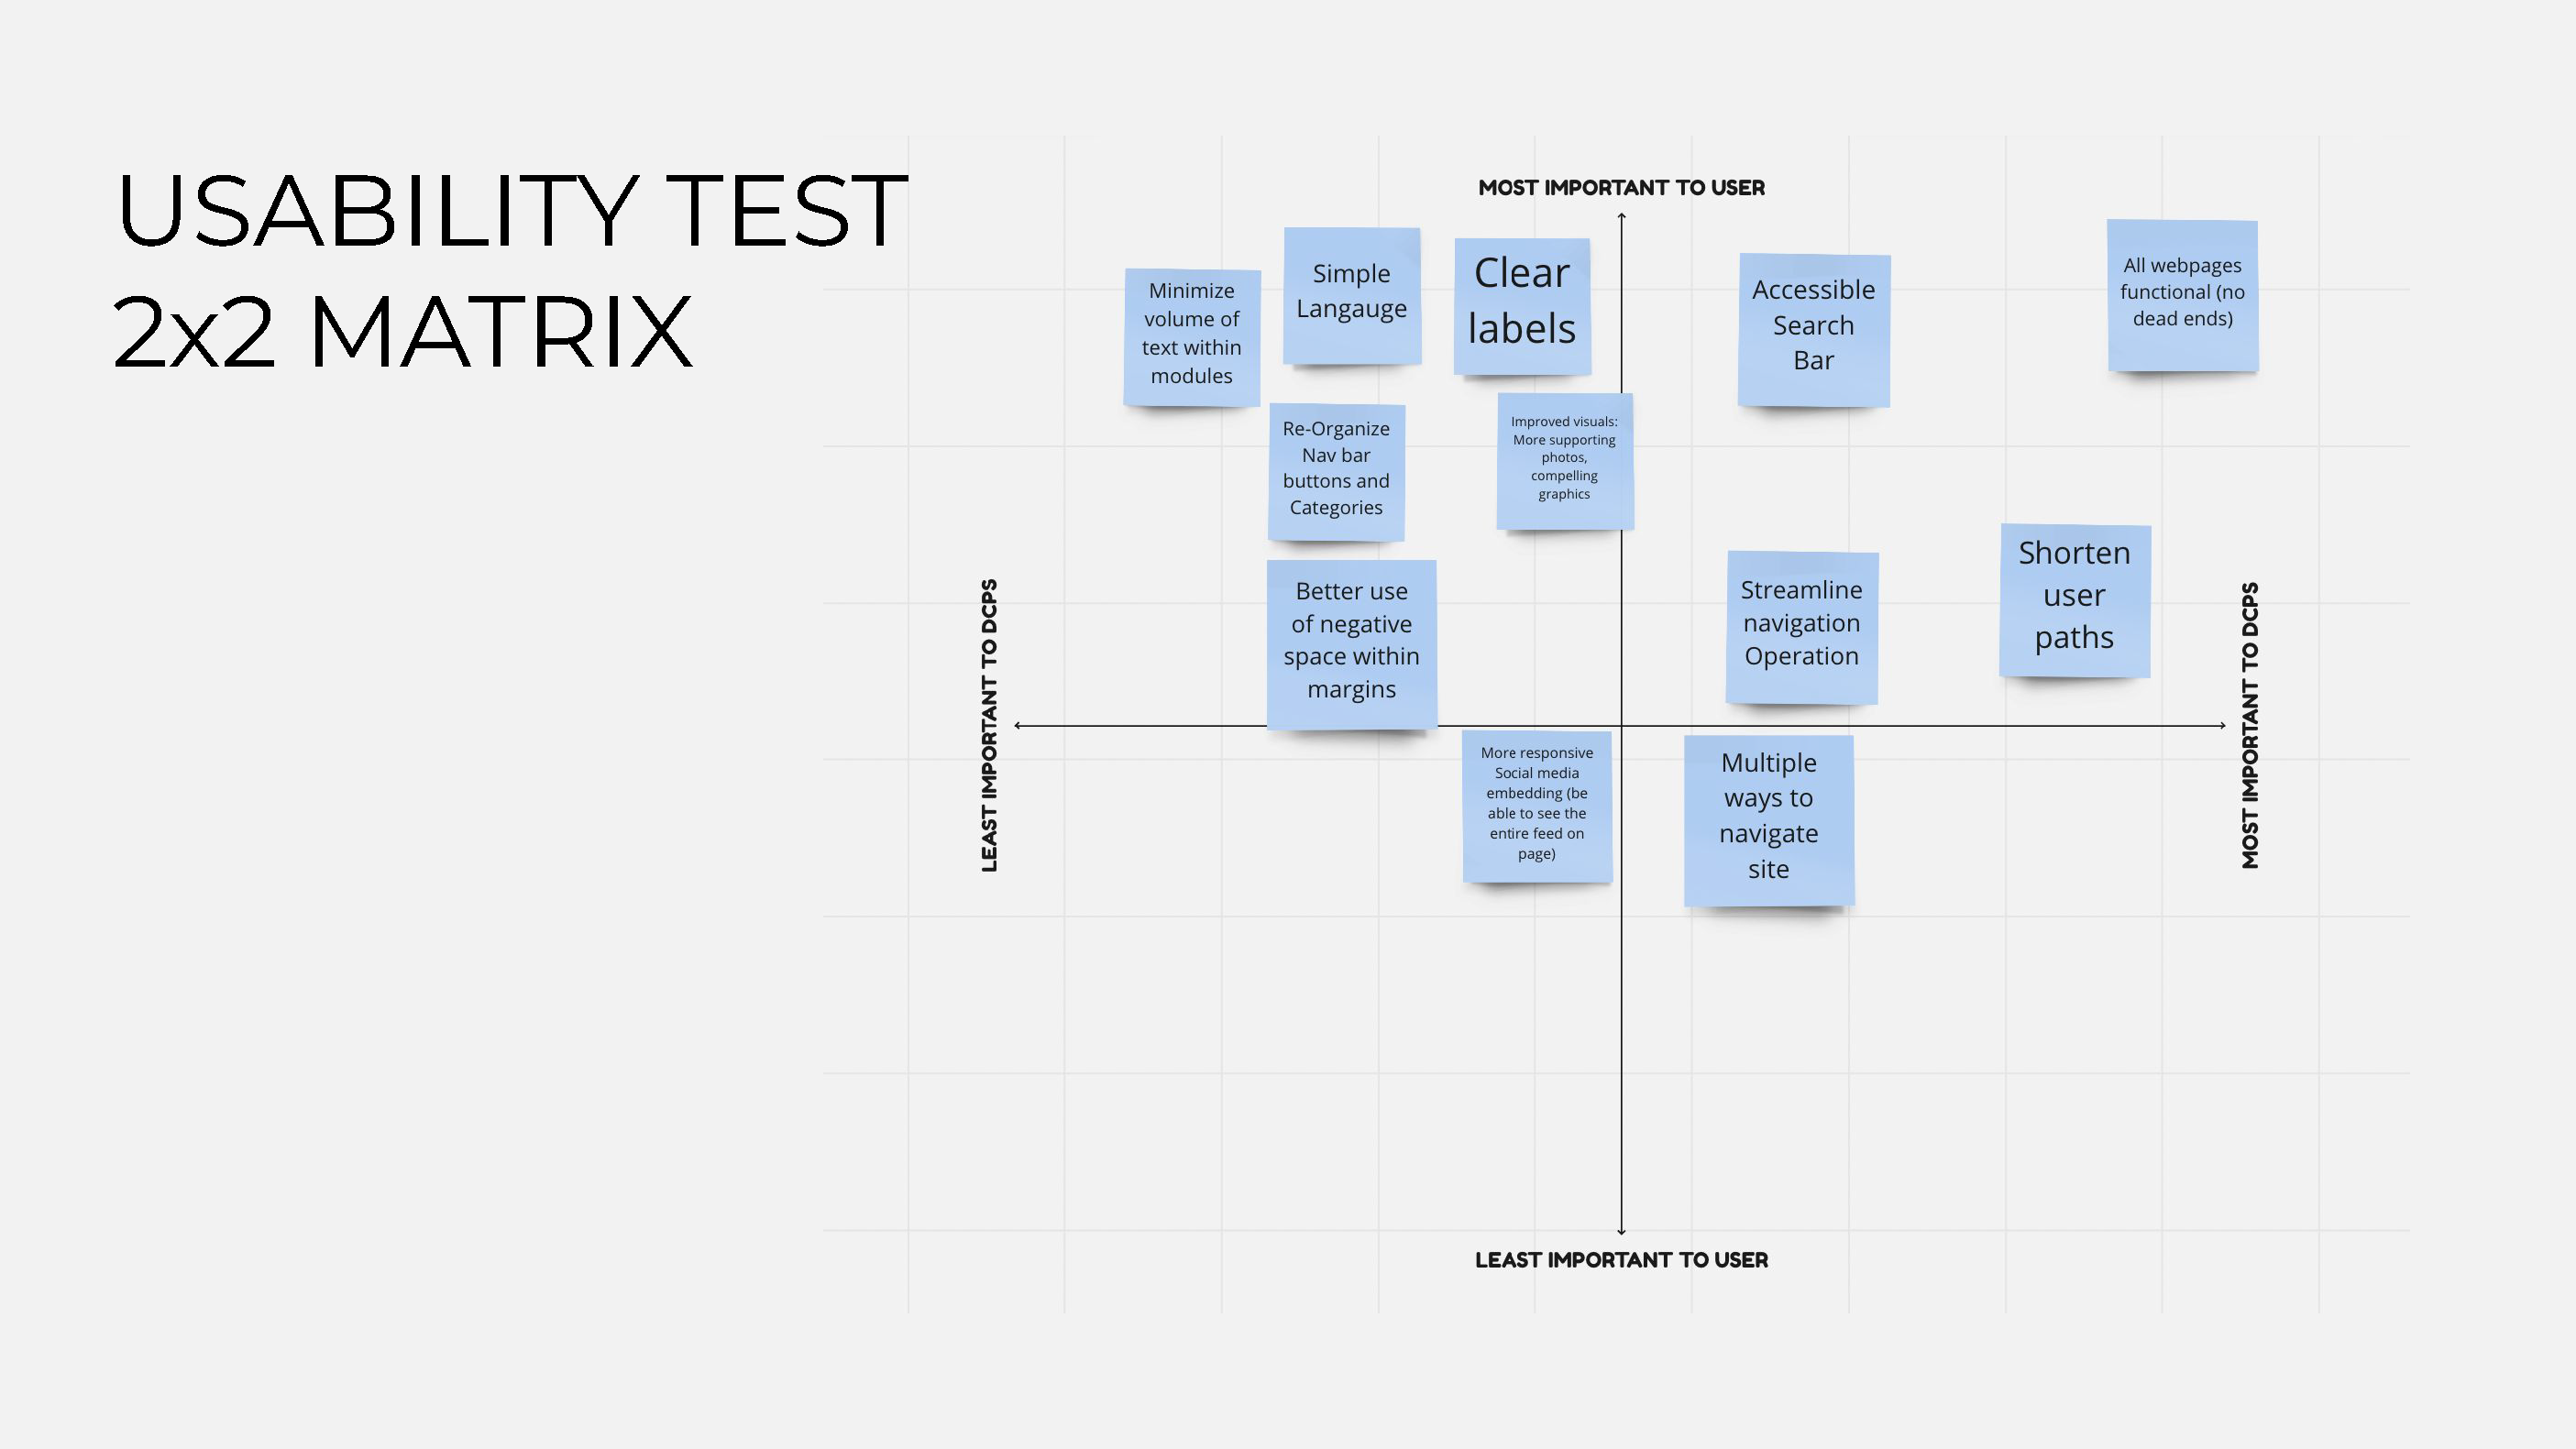 USABILITY TEST
2x2 MATRIX
MOST IMPORTANT TO USER
Minimize
volume of
text within
modules
Simple
Langauge
Clear
labels
Accessible
Search
Bar
All webpages
functional (no
dead ends)
Re-Organize
Nav bar
buttons and
Categories
Improved visuals:
More supporting
photos,
compelling
graphics
Better use
of negative
space within
margins
Streamline
navigation
Operation
Shorten
user
paths
LEAST IMPORTANT TO DCPS
MOST IMPORTANT TO DCPS
More responsive
Social media
embedding (be
able to see the
entire feed on
page)
Multiple
ways to
navigate
site
LEAST IMPORTANT TO USER